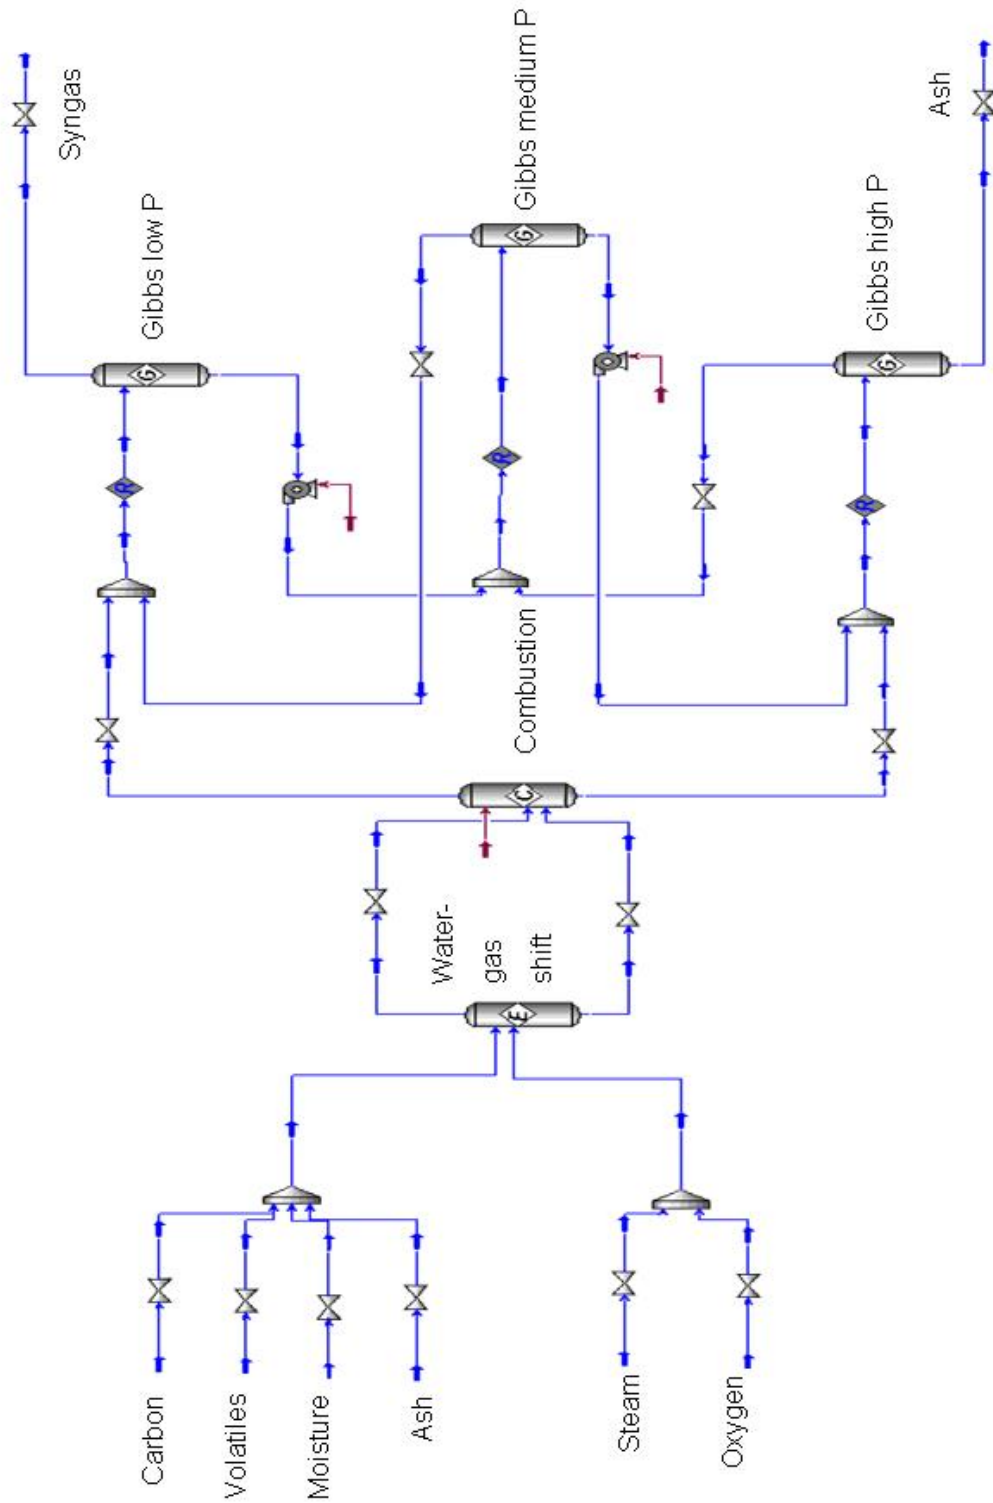 Carbon
Volatiles
Moisture
Ash
Steam
Oxygen
E
Water-
gas
shift
C
Combustion
R
G
Gibbs low P
R
G
Gibbs medium P
R
G
Gibbs high P
Syngas
Ash